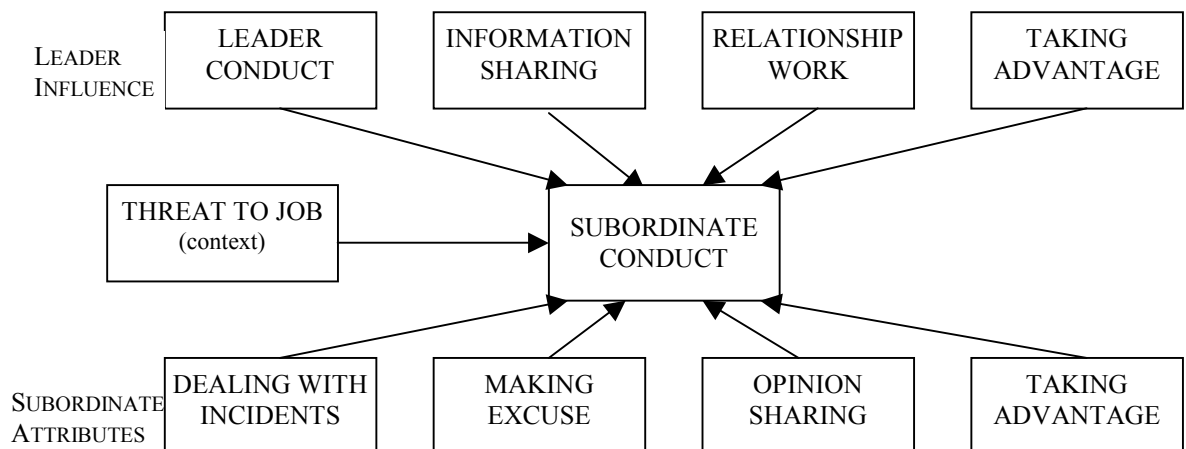 LEADER
INFLUENCE
LEADER
CONDUCT
INFORMATION
SHARING
RELATIONSHIP
WORK
TAKING
ADVANTAGE
THREAT TO JOB
(context)
SUBORDINATE
CONDUCT
SUBORDINATE
ATTRIBUTES
DEALING WITH
INCIDENTS
MAKING
EXCUSE
OPINION
SHARING
TAKING
ADVANTAGE